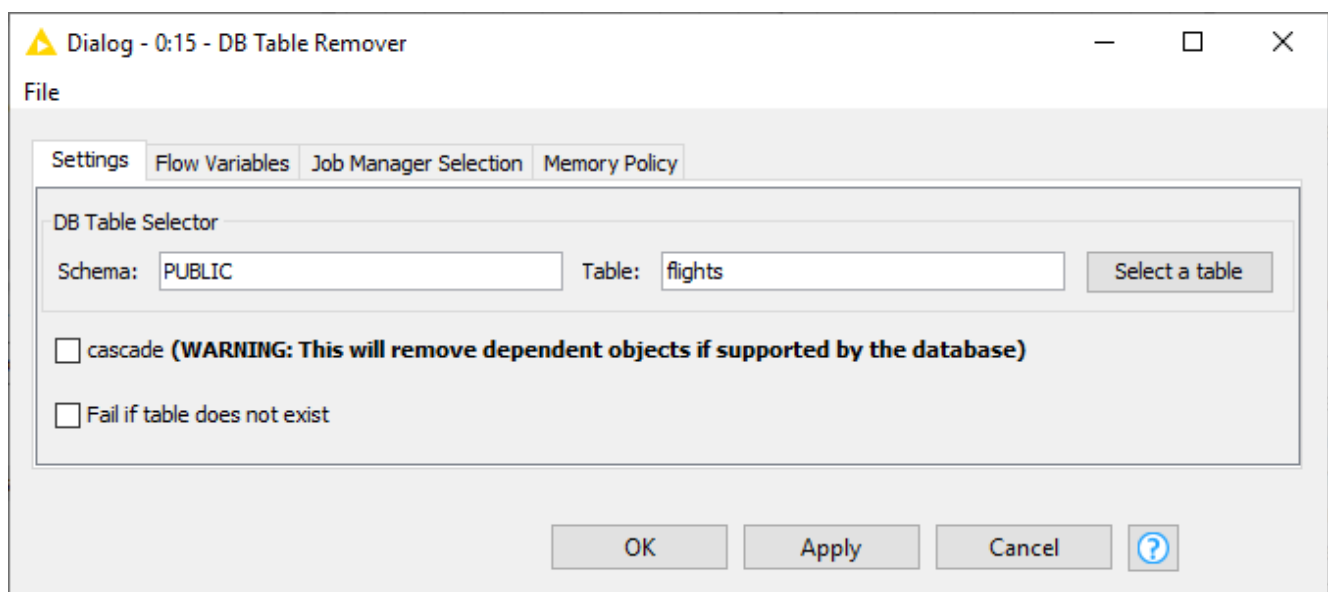 Dialog - 0:15 - DB Table Remover
File
Settings Flow Variables Job Manager Selection Memory Policy
DB Table Selector
Schema: PUBLIC Table: flights Select a table
cascade (WARNING: This will remove dependent objects if supported by the database)
Fail if table does not exist
OK Apply Cancel ?